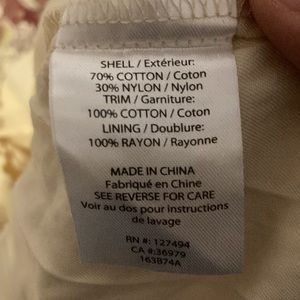 SHELL / Extérieur:
70% COTTON / Coton
30% NYLON / Nylon
TRIM / Garniture:
100% COTTON / Coton
LINING / Doublure:
100% RAYON / Rayonne
MADE IN CHINA
Fabriqué en Chine
SEE REVERSE FOR CARE
Voir au dos pour instructions
de lavage
RN #: 127494
CA #:36979
163B74A